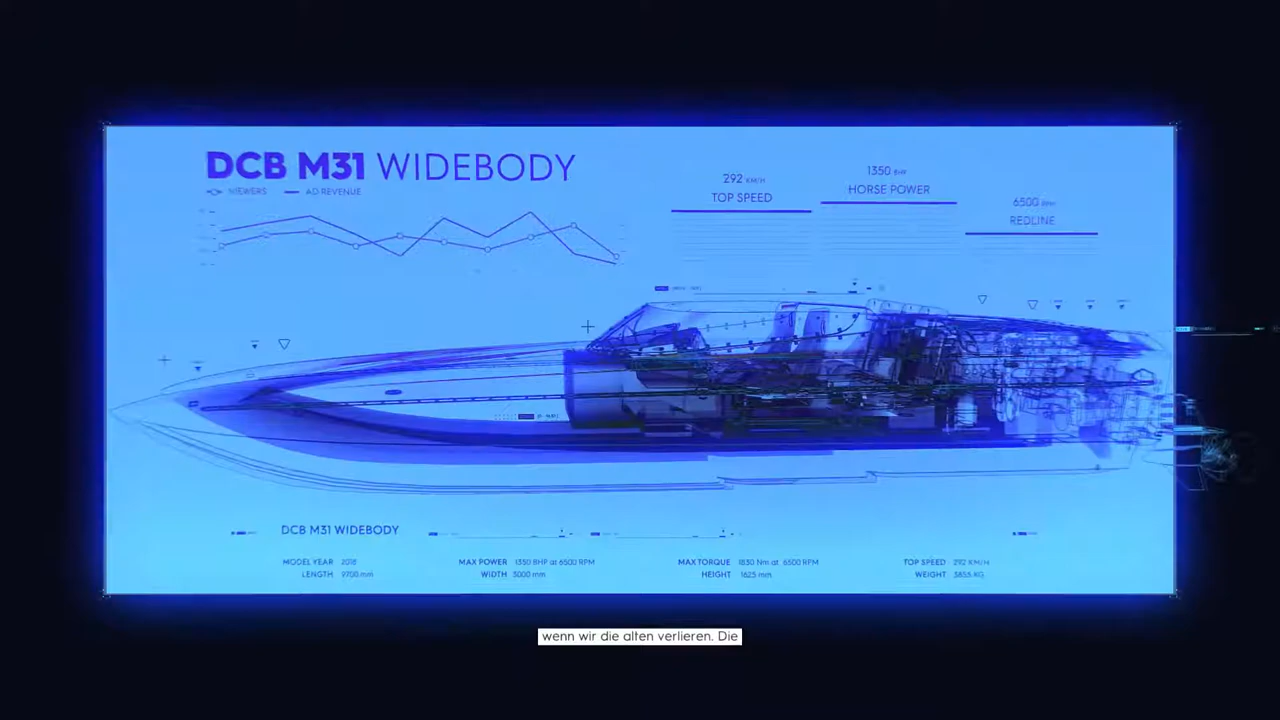 DCB M31 WIDEBODY
VIEWERS
AD REVENUE
292 KM/H
TOP SPEED
1350 BHP
HORSE POWER
6500 RPM
REDLINE
DCB M31 WIDEBODY
MODEL YEAR 2018
LENGTH 9700 mm
MAX POWER 1350 BHP at 6500 RPM
WIDTH 3000 mm
MAX TORQUE 1830 Nm at 6500 RPM
HEIGHT 1625 mm
TOP SPEED 292 KM/H
WEIGHT 3855 KG
wenn wir die alten verlieren. Die